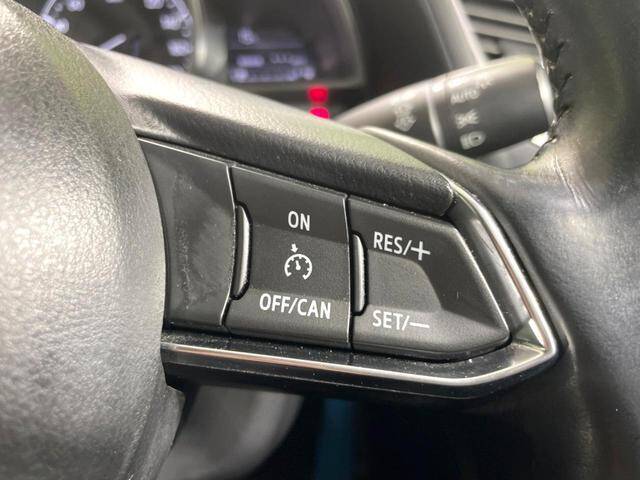 AUTO
ON
RES/+
OFF/CAN
SET/−